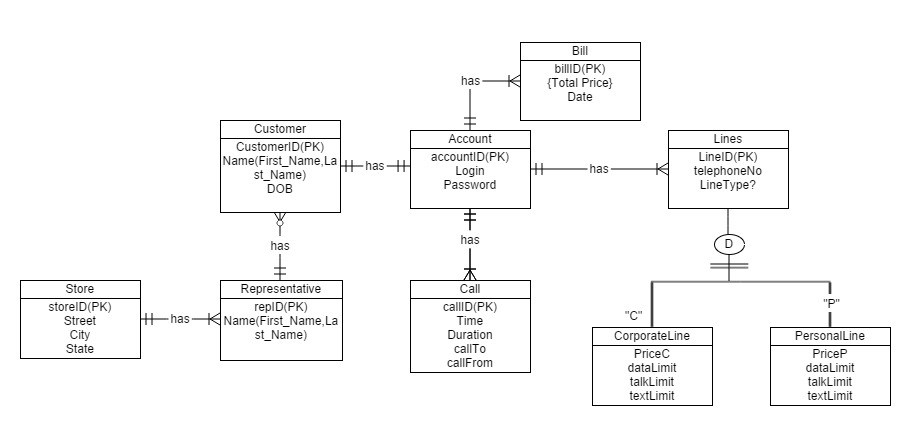 Bill
billID(PK)
{Total Price}
Date
has
Customer
CustomerID(PK)
Name(First_Name,La
st_Name)
DOB
has
Account
accountID(PK)
Login
Password
has
Lines
LineID(PK)
telephoneNo
LineType?
has
has
D
Store
storeID(PK)
Street
City
State
has
Representative
repID(PK)
Name(First_Name,La
st_Name)
Call
callID(PK)
Time
Duration
callTo
callFrom
"C"
"P"
CorporateLine
PriceC
dataLimit
talkLimit
textLimit
PersonalLine
PriceP
dataLimit
talkLimit
textLimit